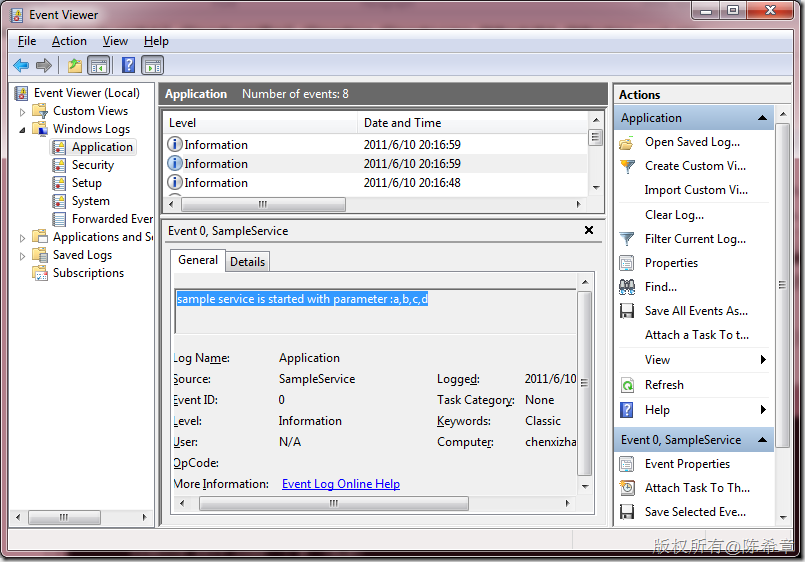 Event Viewer
File Action View Help
Event Viewer (Local)
Custom Views
Windows Logs
Application
Security
Setup
System
Forwarded Ever
Applications and Se
Saved Logs
Subscriptions
Application Number of events: 8
Level Date and Time
Information 2011/6/10 20:16:59
Information 2011/6/10 20:16:59
Information 2011/6/10 20:16:48
Event 0, SampleService
General Details
sample service is started with parameter :a,b,c,d
Log Name: Application
Source: SampleService Logged: 2011/6/10
Event ID: 0 Task Category: None
Level: Information Keywords: Classic
User: N/A Computer: chenxizha
OpCode:
More Information: Event Log Online Help
Actions
Application
Open Saved Log...
Create Custom Vi...
Import Custom Vi...
Clear Log...
Filter Current Log...
Properties
Find...
Save All Events As...
Attach a Task To t...
View
Refresh
Help
Event 0, SampleService
Event Properties
Attach Task To Th...
Save Selected Eve...
版权所有@陈希章